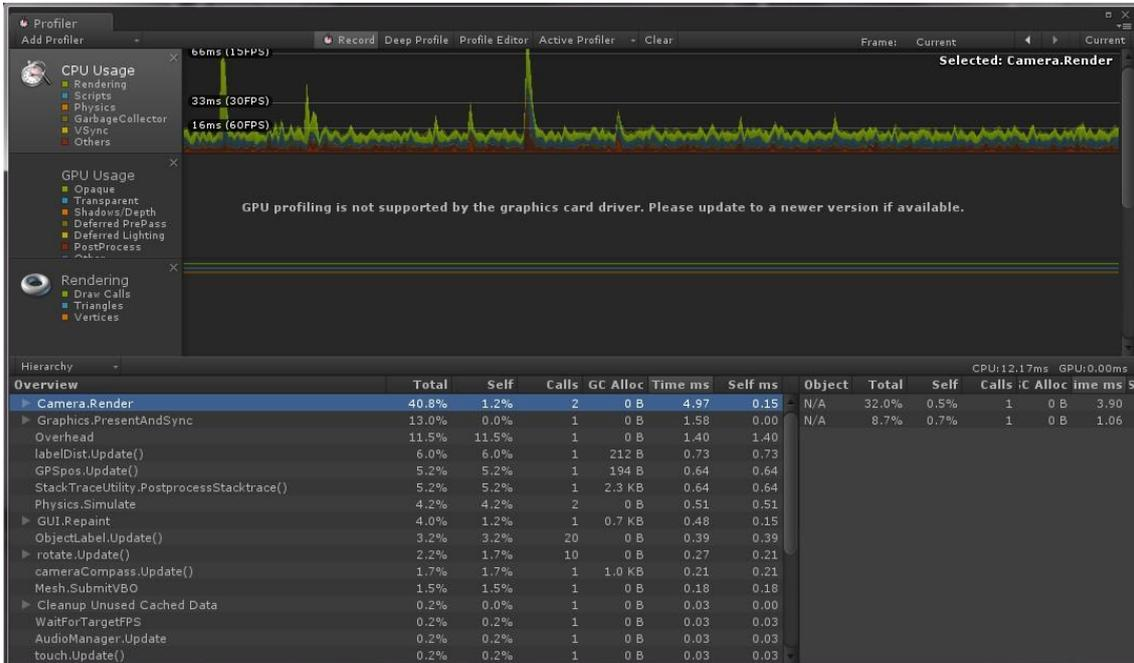 Profiler
Add Profiler Record Deep Profile Profile Editor Active Profiler Clear Frame: Current Current
CPU Usage
Rendering
Scripts
Physics
GarbageCollector
VSync
Others
66ms (15FPS)
33ms (30FPS)
16ms (60FPS)
Selected: Camera.Render
GPU Usage
Opaque
Transparent
Shadows/Depth
Deferred PrePass
Deferred Lighting
PostProcess
GPU profiling is not supported by the graphics card driver. Please update to a newer version if available.
Rendering
Draw Calls
Triangles
Vertices
Hierarchy CPU:12.17ms GPU:0.00ms
Overview Total Self Calls GC Alloc Time ms Self ms Object Total Self Calls C Alloc ime ms S
Camera.Render 40.8% 1.2% 2 0 B 4.97 0.15 N/A 32.0% 0.5% 1 0 B 3.90
Graphics.PresentAndSync 13.0% 0.0% 1 0 B 1.58 0.00 N/A 8.7% 0.7% 1 0 B 1.06
Overhead 11.5% 11.5% 1 0 B 1.40 1.40
labelDist.Update() 6.0% 6.0% 1 212 B 0.73 0.73
GPSpos.Update() 5.2% 5.2% 1 194 B 0.64 0.64
StackTraceUtility.PostprocessStacktrace() 5.2% 5.2% 1 2.3 KB 0.64 0.64
Physics.Simulate 4.2% 4.2% 2 0 B 0.51 0.51
GUI.Repaint 4.0% 1.2% 1 0.7 KB 0.48 0.15
ObjectLabel.Update() 3.2% 3.2% 20 0 B 0.39 0.39
rotate.Update() 2.2% 1.7% 10 0 B 0.27 0.21
cameraCompass.Update() 1.7% 1.7% 1 1.0 KB 0.21 0.21
Mesh.SubmitVBO 1.5% 1.5% 1 0 B 0.18 0.18
Cleanup Unused Cached Data 0.2% 0.0% 1 0 B 0.03 0.00
WaitForTargetFPS 0.2% 0.2% 1 0 B 0.03 0.03
AudioManager.Update 0.2% 0.2% 1 0 B 0.03 0.03
touch.Update() 0.2% 0.2% 1 0 B 0.03 0.03